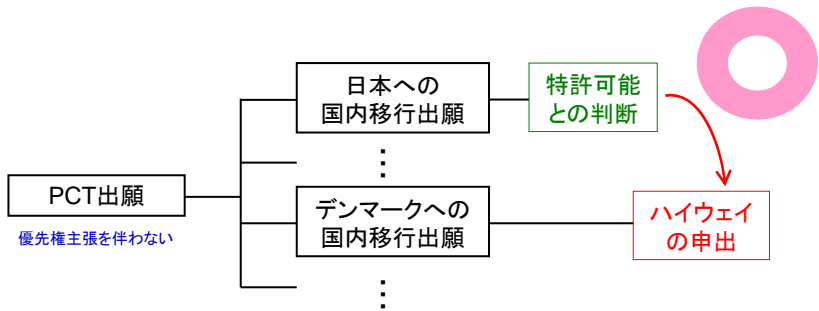 日本への
国内移行出願
特許可能
との判断
⋮
PCT出願
優先権主張を伴わない
デンマークへの
国内移行出願
ハイウェイ
の申出
⋮